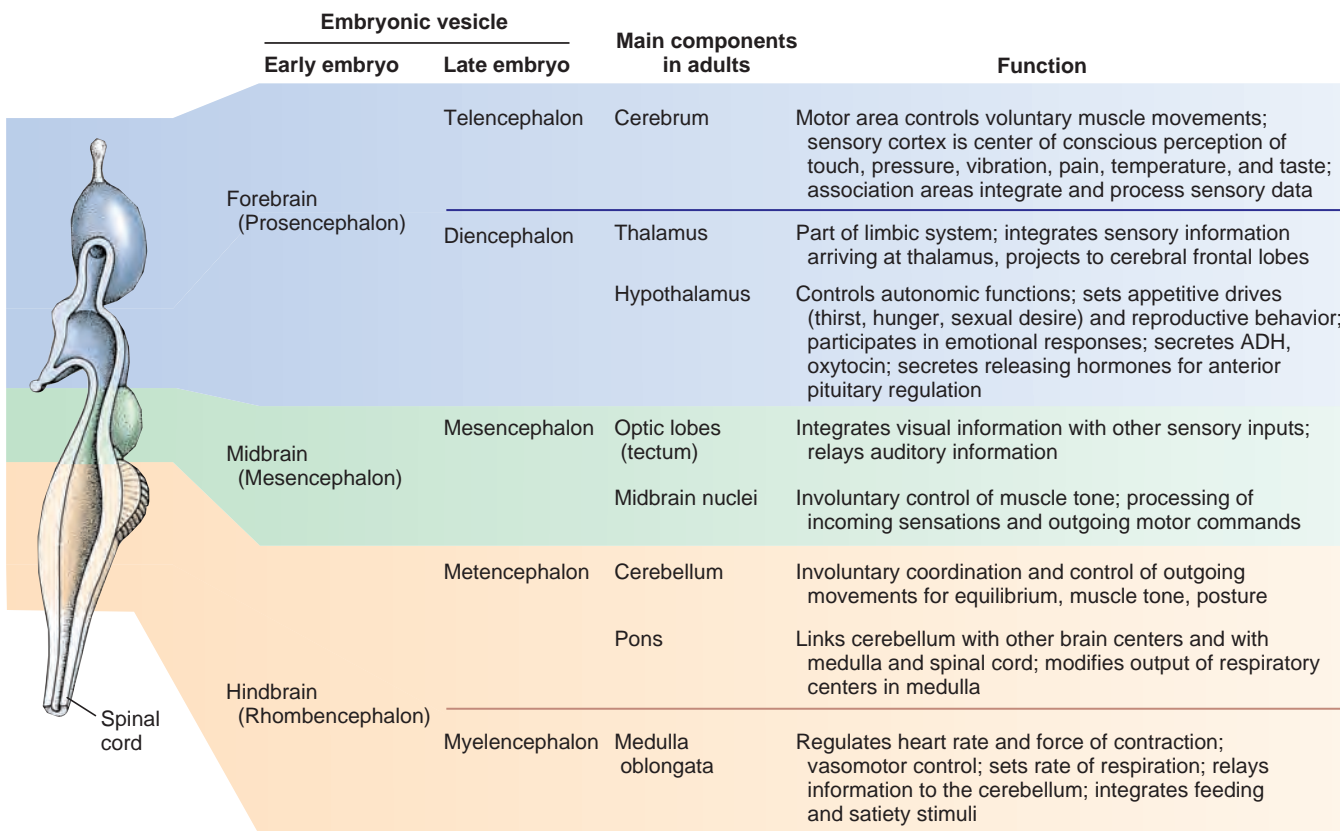 Embryonic vesicle
Early embryo
Late embryo
Main components
in adults
Function
Forebrain
(Prosencephalon)
Telencephalon
Cerebrum
Motor area controls voluntary muscle movements;
sensory cortex is center of conscious perception of
touch, pressure, vibration, pain, temperature, and taste;
association areas integrate and process sensory data
Diencephalon
Thalamus
Part of limbic system; integrates sensory information
arriving at thalamus, projects to cerebral frontal lobes
Hypothalamus
Controls autonomic functions; sets appetitive drives
(thirst, hunger, sexual desire) and reproductive behavior;
participates in emotional responses; secretes ADH,
oxytocin; secretes releasing hormones for anterior
pituitary regulation
Midbrain
(Mesencephalon)
Mesencephalon
Optic lobes
(tectum)
Integrates visual information with other sensory inputs;
relays auditory information
Midbrain nuclei
Involuntary control of muscle tone; processing of
incoming sensations and outgoing motor commands
Hindbrain
(Rhombencephalon)
Metencephalon
Cerebellum
Involuntary coordination and control of outgoing
movements for equilibrium, muscle tone, posture
Pons
Links cerebellum with other brain centers and with
medulla and spinal cord; modifies output of respiratory
centers in medulla
Myelencephalon
Medulla
oblongata
Regulates heart rate and force of contraction;
vasomotor control; sets rate of respiration; relays
information to the cerebellum; integrates feeding
and satiety stimuli
Spinal
cord